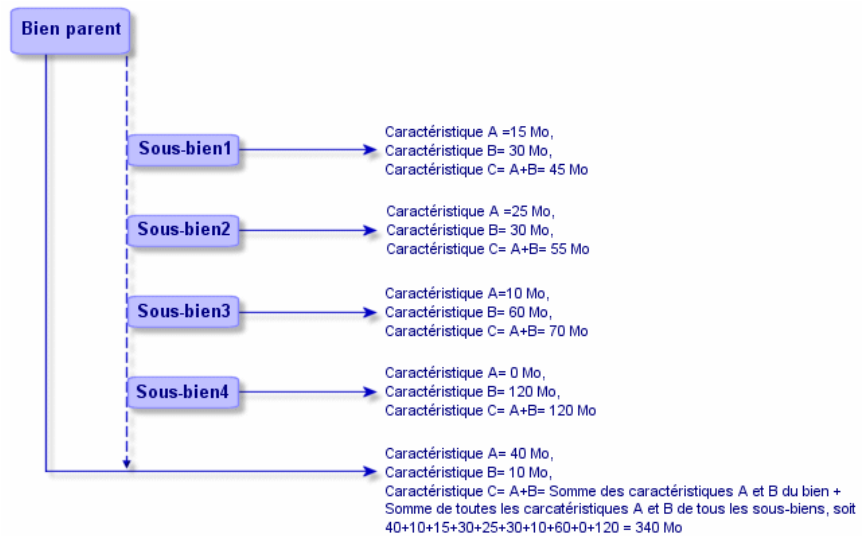 Bien parent
Sous-bien1
Caractéristique A =15 Mo,
Caractéristique B= 30 Mo,
Caractéristique C= A+B= 45 Mo
Sous-bien2
Caractéristique A =25 Mo,
Caractéristique B= 30 Mo,
Caractéristique C= A+B= 55 Mo
Sous-bien3
Caractéristique A=10 Mo,
Caractéristique B= 60 Mo,
Caractéristique C= A+B= 70 Mo
Sous-bien4
Caractéristique A= 0 Mo,
Caractéristique B= 120 Mo,
Caractéristique C= A+B= 120 Mo
Caractéristique A= 40 Mo,
Caractéristique B= 10 Mo,
Caractéristique C= A+B= Somme des caractéristiques A et B du bien +
Somme de toutes les carcatéristiques A et B de tous les sous-biens, soit
40+10+15+30+25+30+10+60+0+120 = 340 Mo